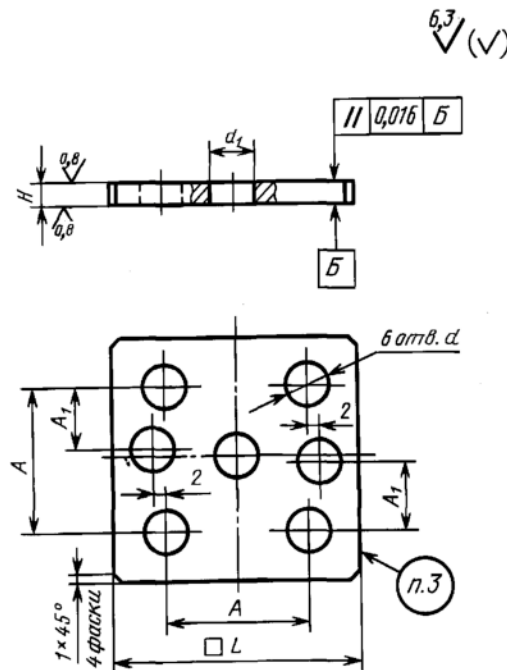 6,3 (√)
d₁
// 0,016 Б
0,8
H
0,8
Б
6 отв. d
2
A₁
A
2
A₁
1×45°
4 фаски
A
п.3
□ L